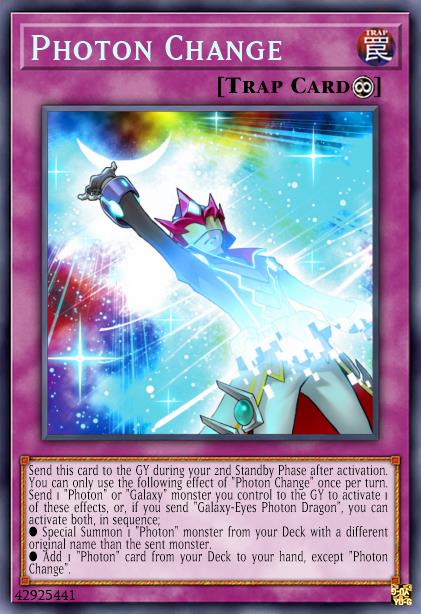 PHOTON CHANGE
TRAP
罠
[TRAP CARD]
Send this card to the GY during your 2nd Standby Phase after activation.
You can only use the following effect of "Photon Change" once per turn.
Send 1 "Photon" or "Galaxy" monster you control to the GY to activate 1
of these effects, or, if you send "Galaxy-Eyes Photon Dragon", you can
activate both, in sequence;
● Special Summon 1 "Photon" monster from your Deck with a different
original name than the sent monster.
● Add 1 "Photon" card from your Deck to your hand, except "Photon
Change".
42925441